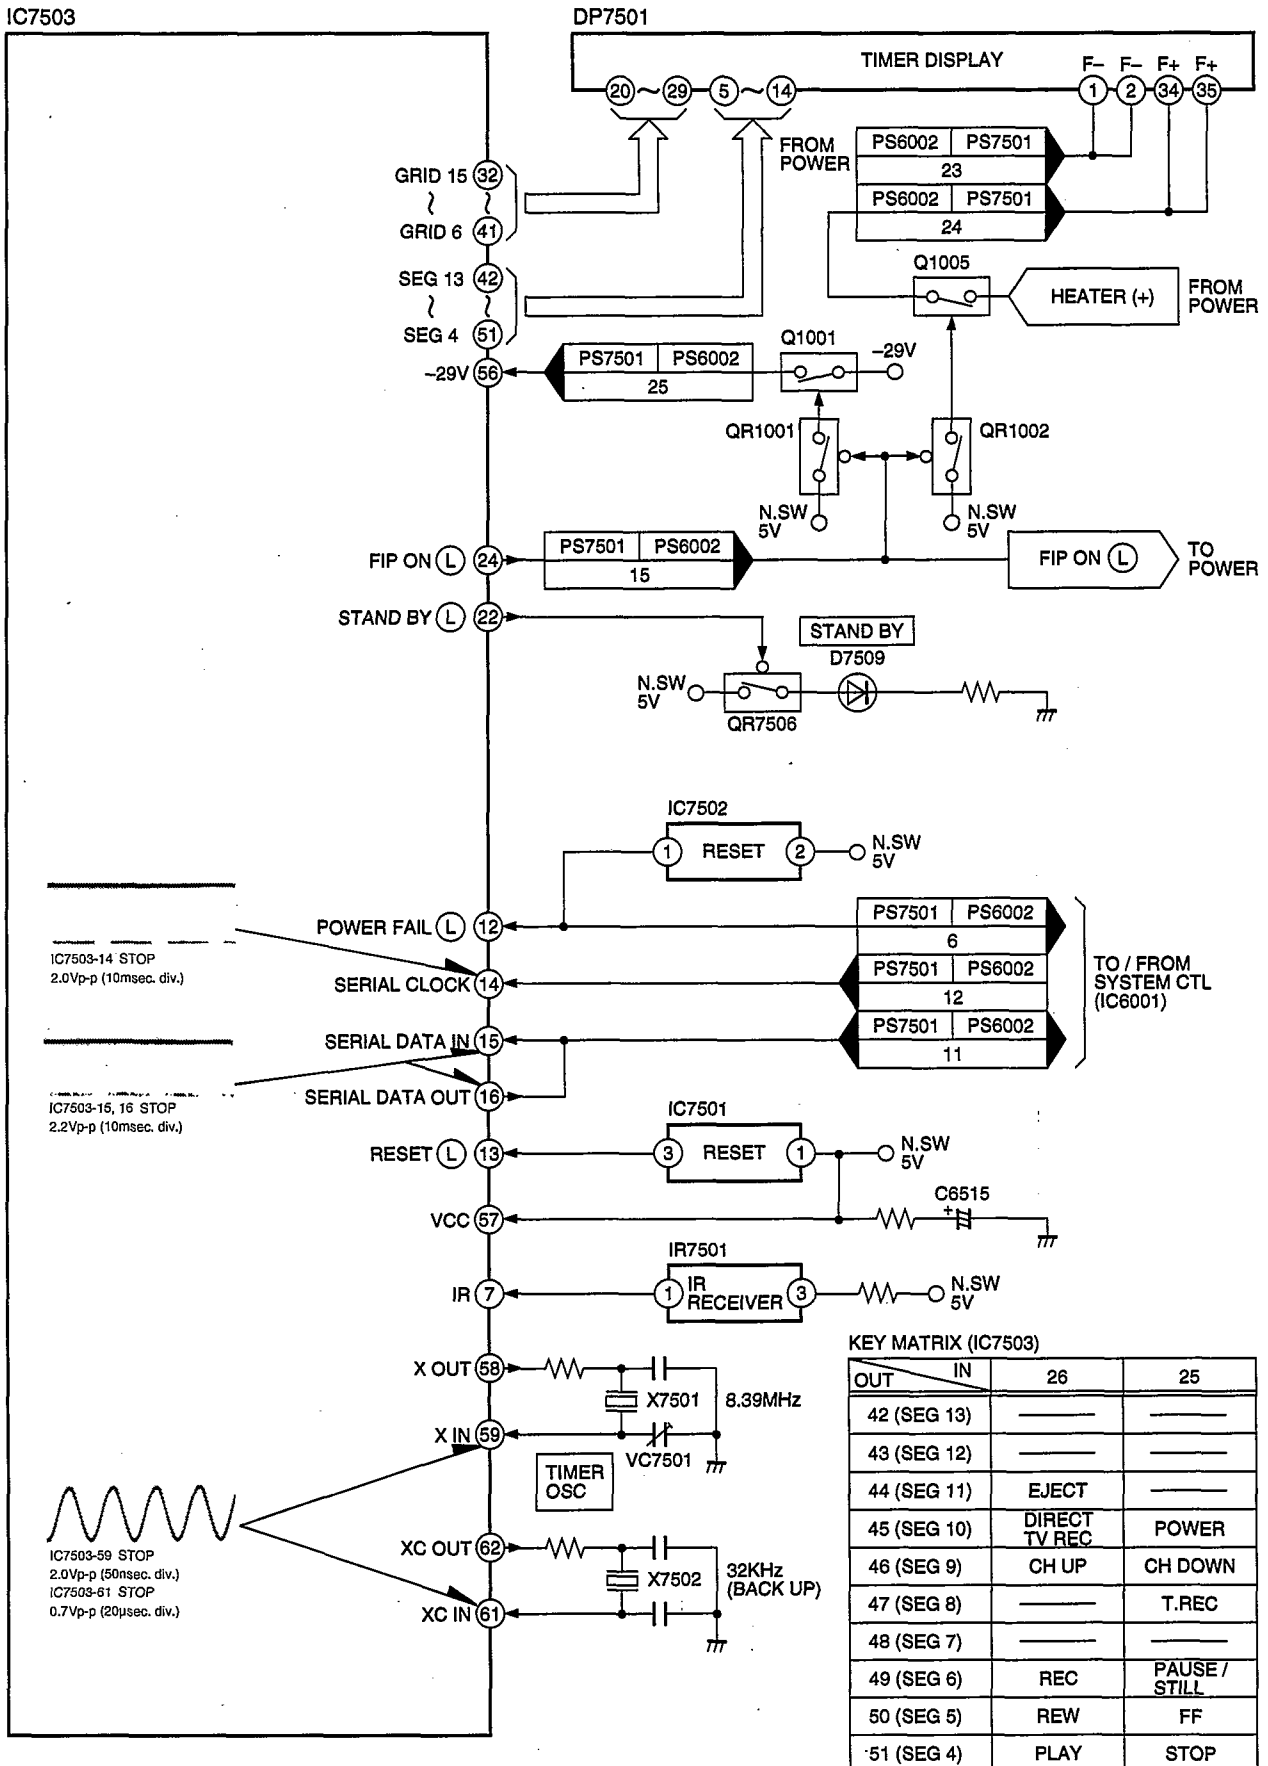 IC7503
DP7501
TIMER DISPLAY
F– F– F+ F+
20 ~ 29 5 ~ 14 1 2 34 35
FROM POWER
PS6002 PS7501
23
PS6002 PS7501
24
GRID 15 32
~ ~
GRID 6 41
SEG 13 42
~ ~
SEG 4 51
–29V 56
PS7501 PS6002
25
Q1001
–29V
Q1005
HEATER (+)
FROM POWER
QR1001
QR1002
N.SW 5V
N.SW 5V
FIP ON L 24
PS7501 PS6002
15
FIP ON L
TO POWER
STAND BY L 22
STAND BY
D7509
N.SW 5V
QR7506
IC7502
1 RESET 2
N.SW 5V
POWER FAIL L 12
PS7501 PS6002
6
SERIAL CLOCK 14
PS7501 PS6002
12
SERIAL DATA IN 15
PS7501 PS6002
11
SERIAL DATA OUT 16
TO / FROM
SYSTEM CTL
(IC6001)
IC7503-14 STOP
2.0Vp-p (10msec. div.)
IC7503-15, 16 STOP
2.2Vp-p (10msec. div.)
IC7501
RESET L 13
3 RESET 1
N.SW 5V
VCC 57
C6515
+
IR7501
IR 7
1 IR RECEIVER 3
N.SW 5V
X OUT 58
X7501
8.39MHz
X IN 59
VC7501
TIMER
OSC
XC OUT 62
X7502
32KHz
(BACK UP)
XC IN 61
IC7503-59 STOP
2.0Vp-p (50nsec. div.)
IC7503-61 STOP
0.7Vp-p (20µsec. div.)
KEY MATRIX (IC7503)
OUT IN 26 25
42 (SEG 13) —— ——
43 (SEG 12) —— ——
44 (SEG 11) EJECT ——
45 (SEG 10) DIRECT TV REC POWER
46 (SEG 9) CH UP CH DOWN
47 (SEG 8) —— T.REC
48 (SEG 7) —— ——
49 (SEG 6) REC PAUSE / STILL
50 (SEG 5) REW FF
51 (SEG 4) PLAY STOP